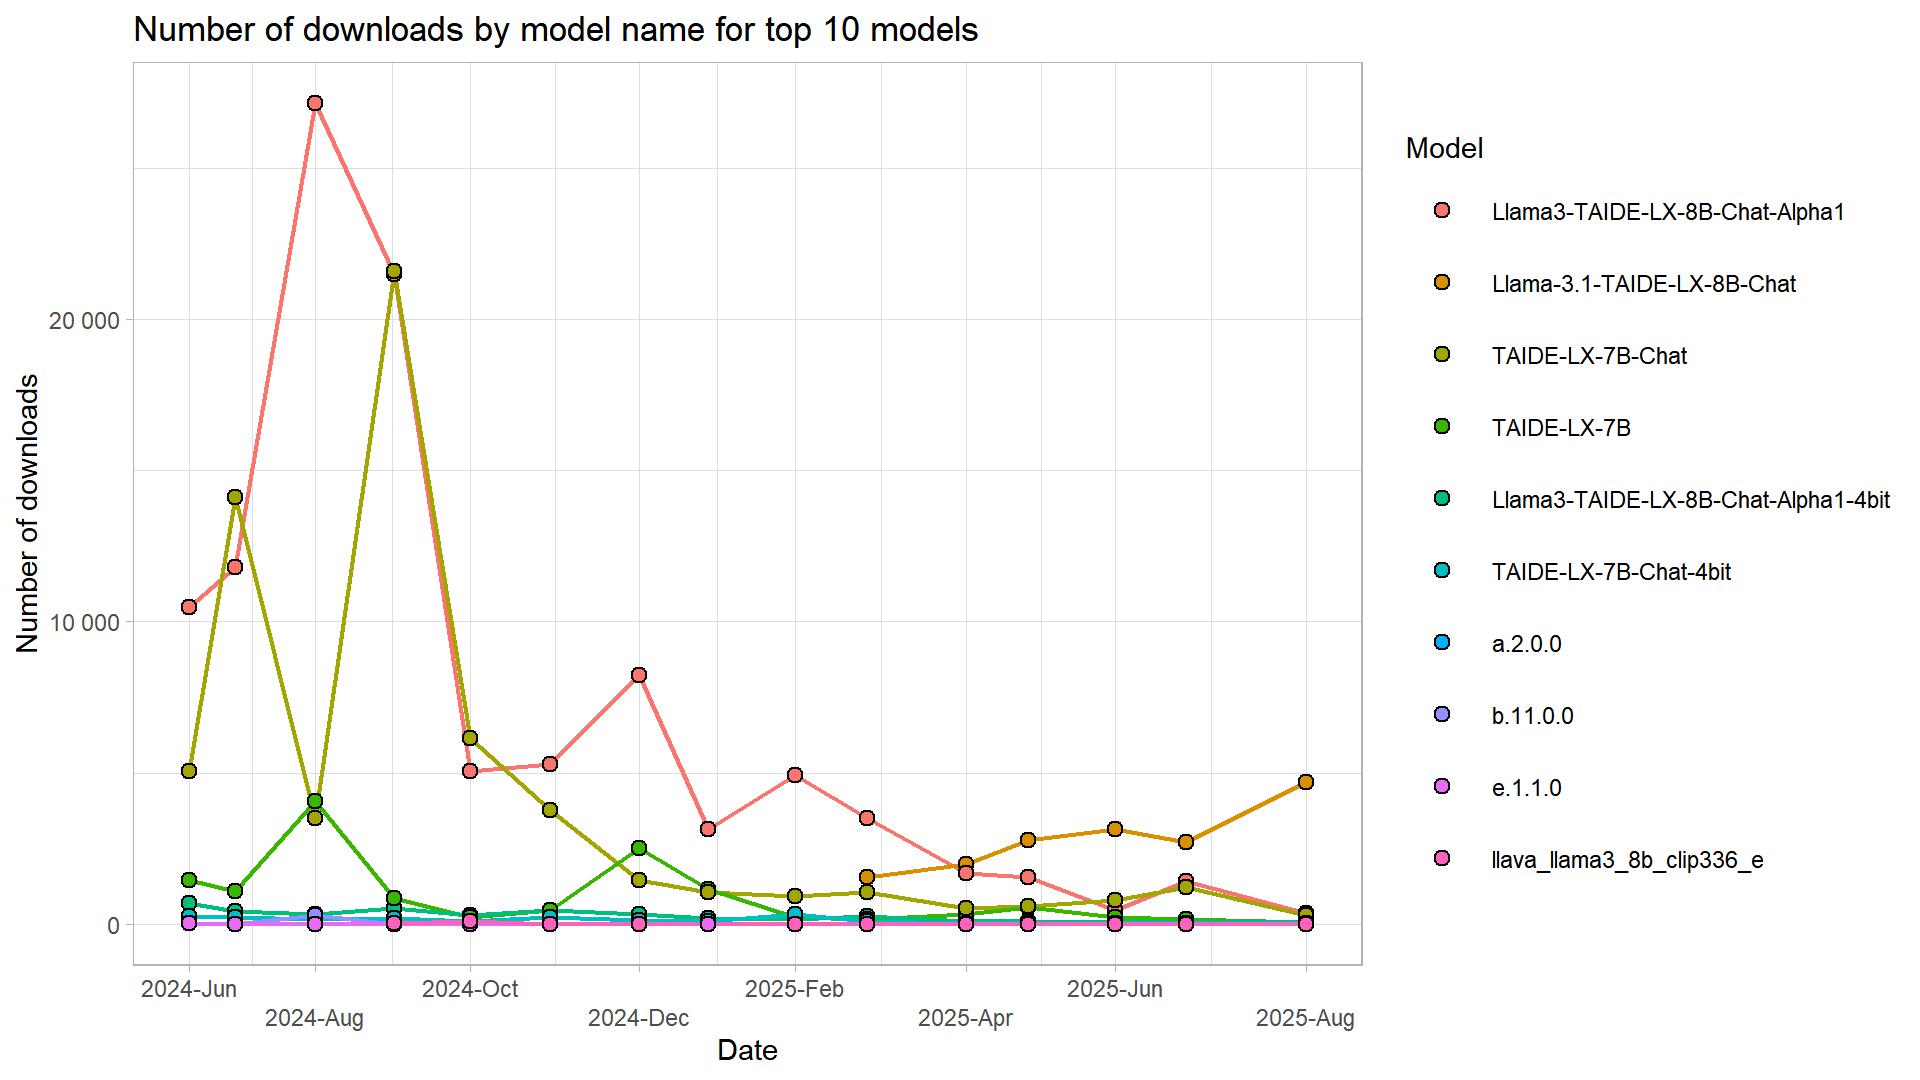 Number of downloads by model name for top 10 models
Number of downloads
20 000
10 000
0
2024-Jun
2024-Aug
2024-Oct
2024-Dec
2025-Feb
2025-Apr
2025-Jun
2025-Aug
Date
Model
Llama3-TAIDE-LX-8B-Chat-Alpha1
Llama-3.1-TAIDE-LX-8B-Chat
TAIDE-LX-7B-Chat
TAIDE-LX-7B
Llama3-TAIDE-LX-8B-Chat-Alpha1-4bit
TAIDE-LX-7B-Chat-4bit
a.2.0.0
b.11.0.0
e.1.1.0
llava_llama3_8b_clip336_e